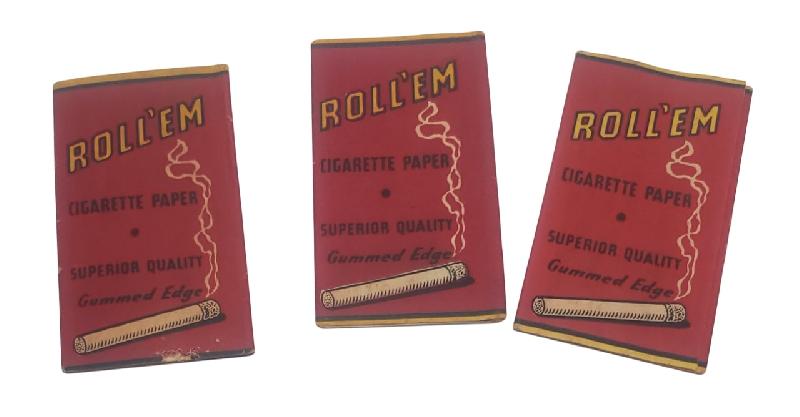 ROLL'EM
CIGARETTE PAPER
SUPERIOR QUALITY
Gummed Edge
ROLL'EM
CIGARETTE PAPER
SUPERIOR QUALITY
Gummed Edge
ROLL'EM
CIGARETTE PAPER
SUPERIOR QUALITY
Gummed Edge